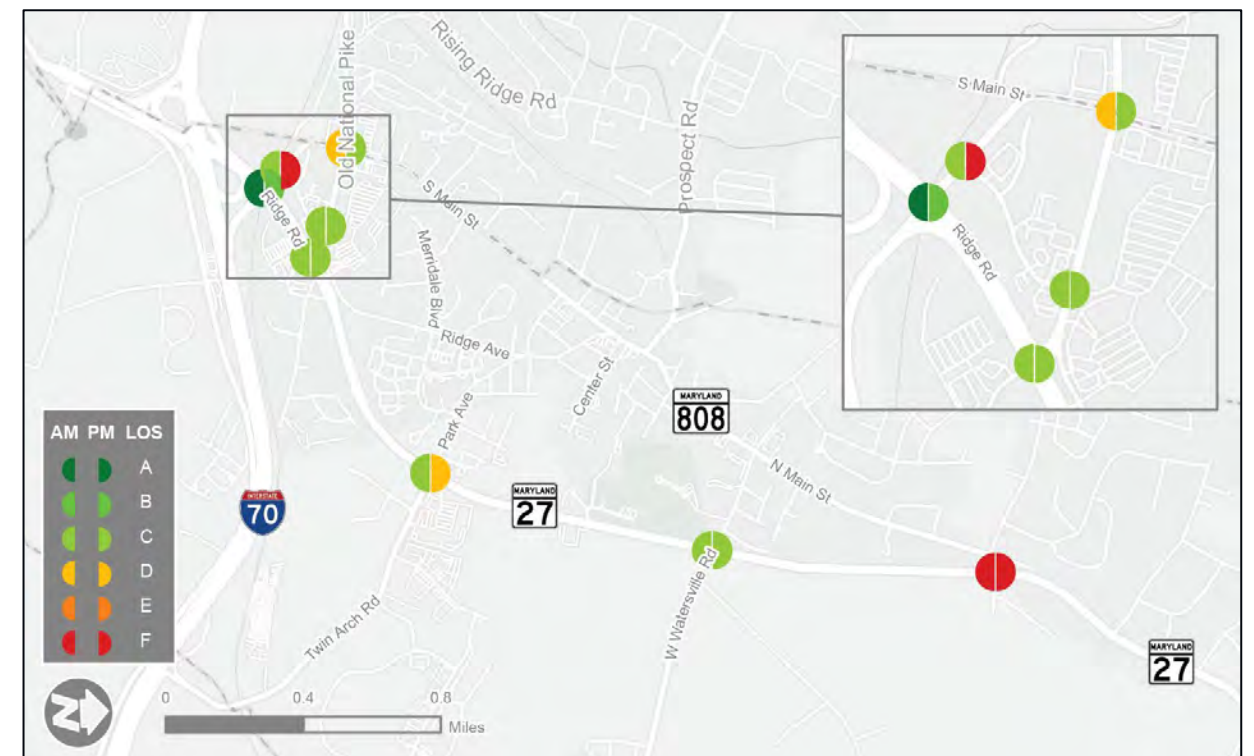 Old National Pike
Rising Ridge Rd
Prospect Rd
S Main St
Ridge Rd
S Main St
Ridge Rd
Merridale Blvd
Ridge Ave
Center St
Park Ave
MARYLAND
808
N Main St
MARYLAND
27
W Watersville Rd
Twin Arch Rd
MARYLAND
27
INTERSTATE
70
AM PM LOS
A
B
C
D
E
F
N
0 0.4 0.8
Miles